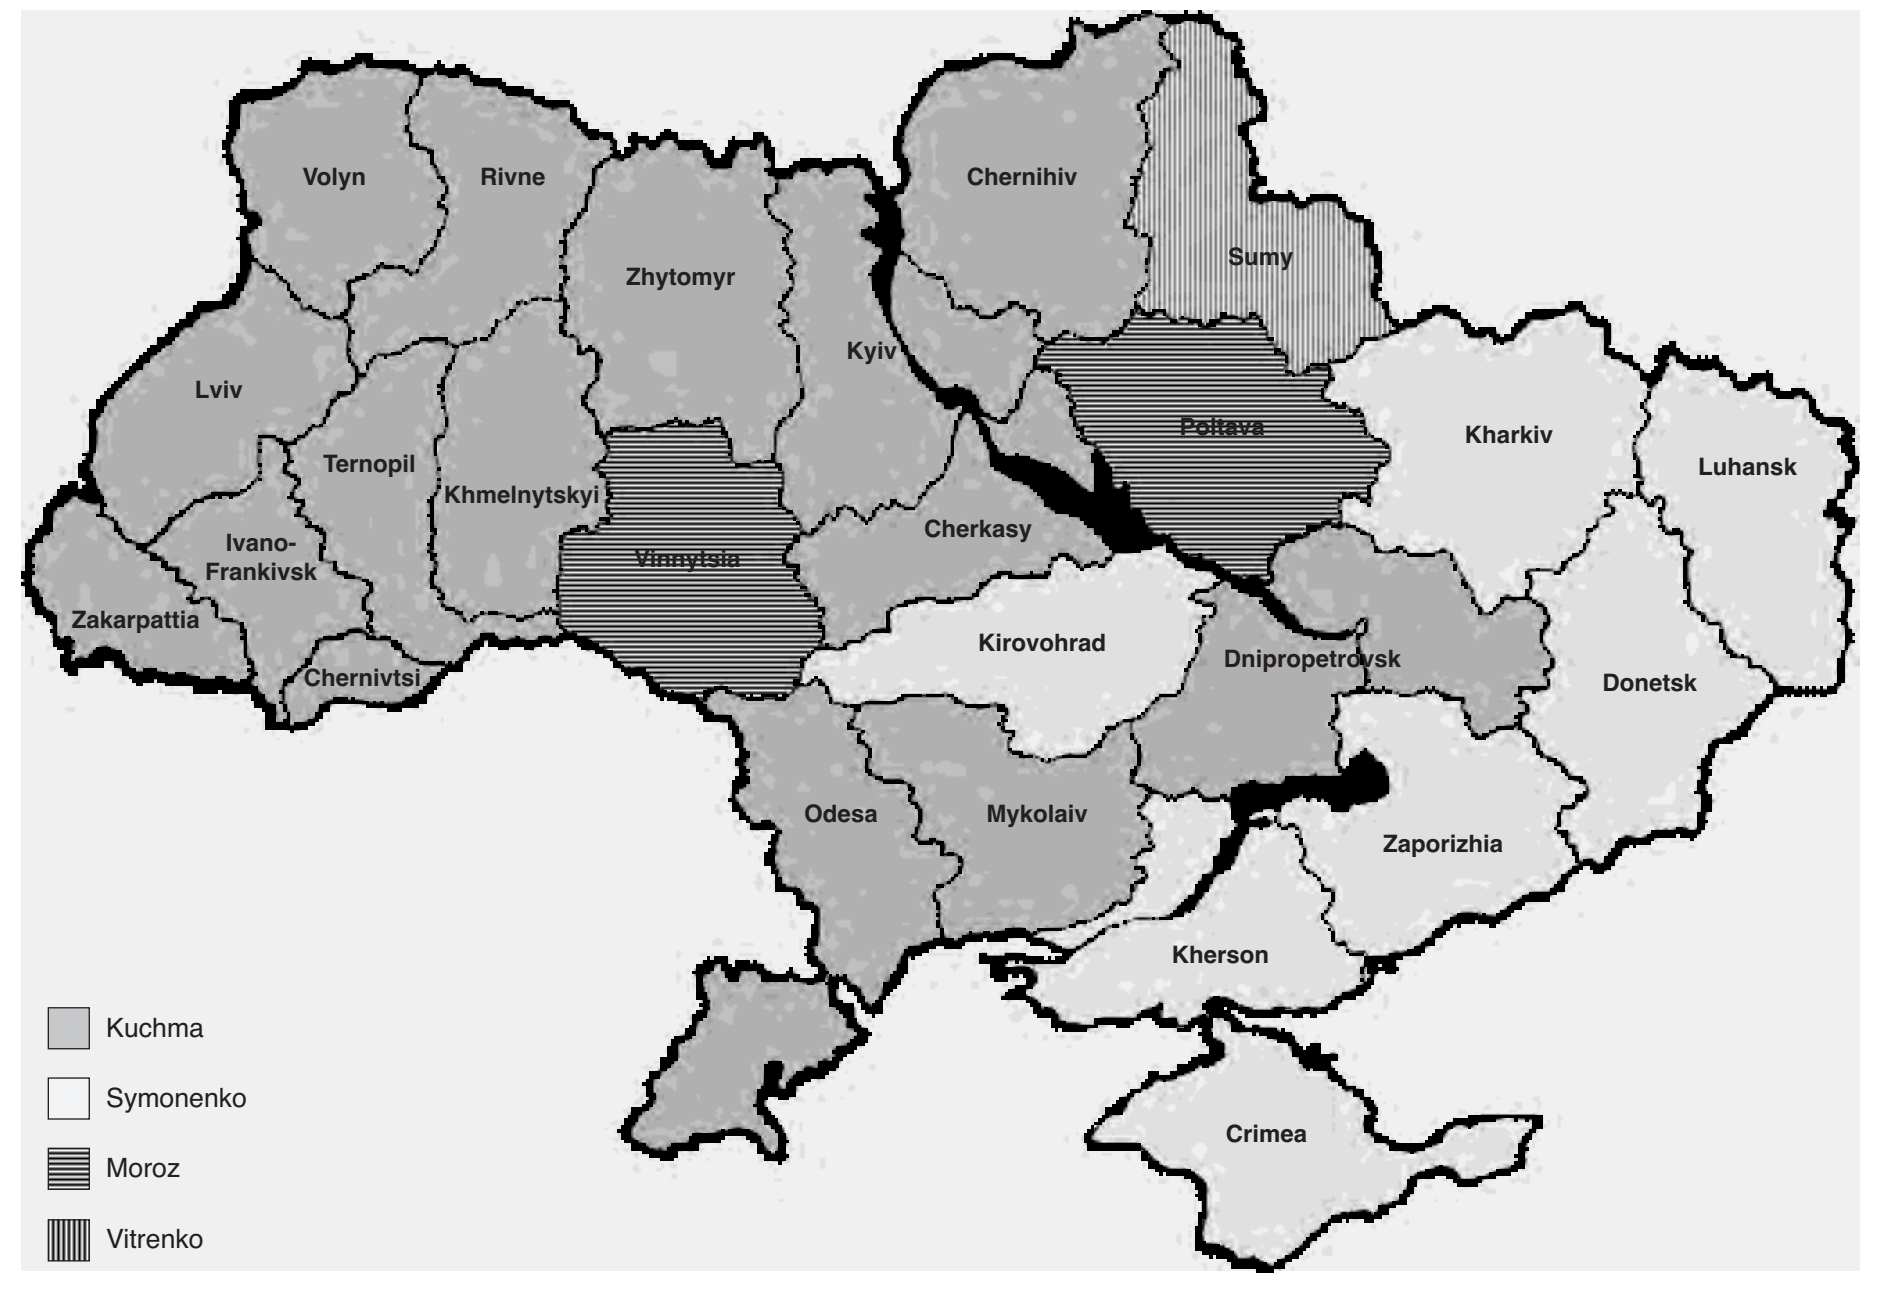 Volyn
Rivne
Chernihiv
Zhytomyr
Sumy
Kyiv
Lviv
Poltava
Kharkiv
Ternopil
Luhansk
Khmelnytskyi
Cherkasy
Ivano-
Frankivsk
Vinnytsia
Zakarpattia
Kirovohrad
Dnipropetrovsk
Chernivtsi
Donetsk
Odesa
Mykolaiv
Zaporizhia
Kherson
Crimea
Kuchma
Symonenko
Moroz
Vitrenko